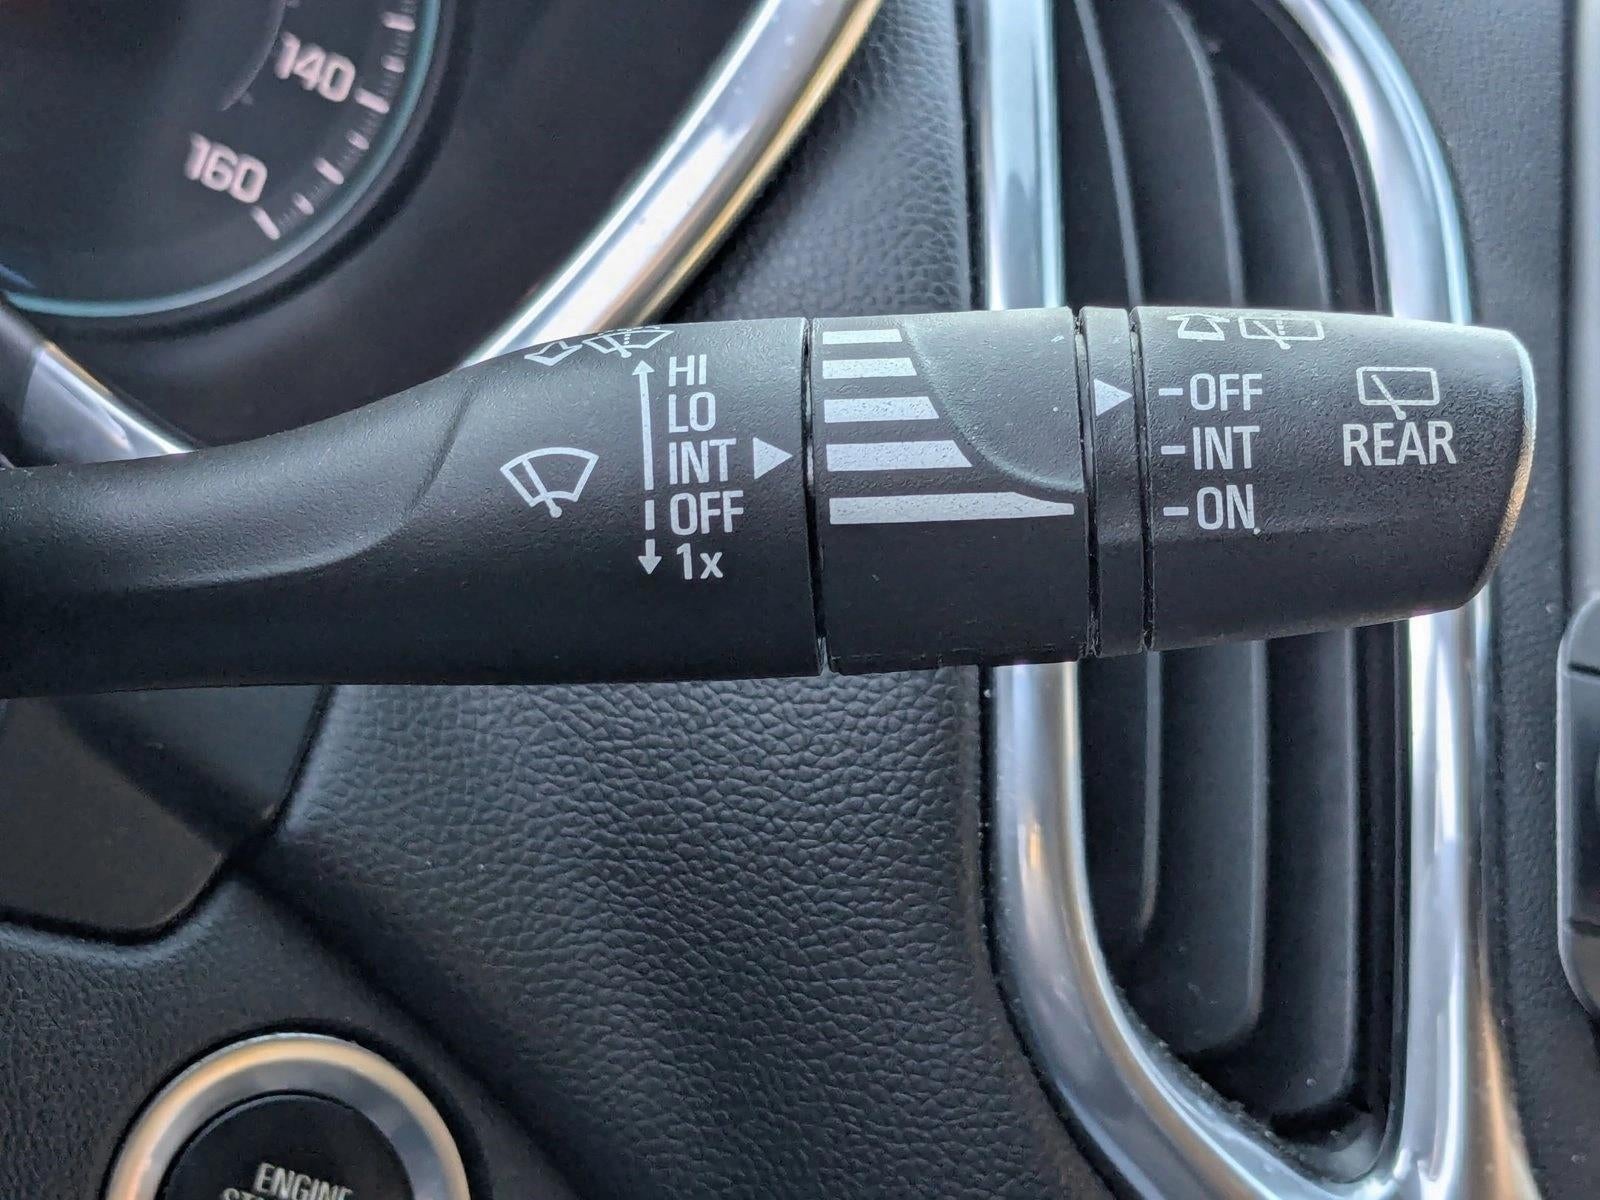 140
160
HI
LO
INT
OFF
1x
-OFF
-INT
-ON
REAR
ENGINE